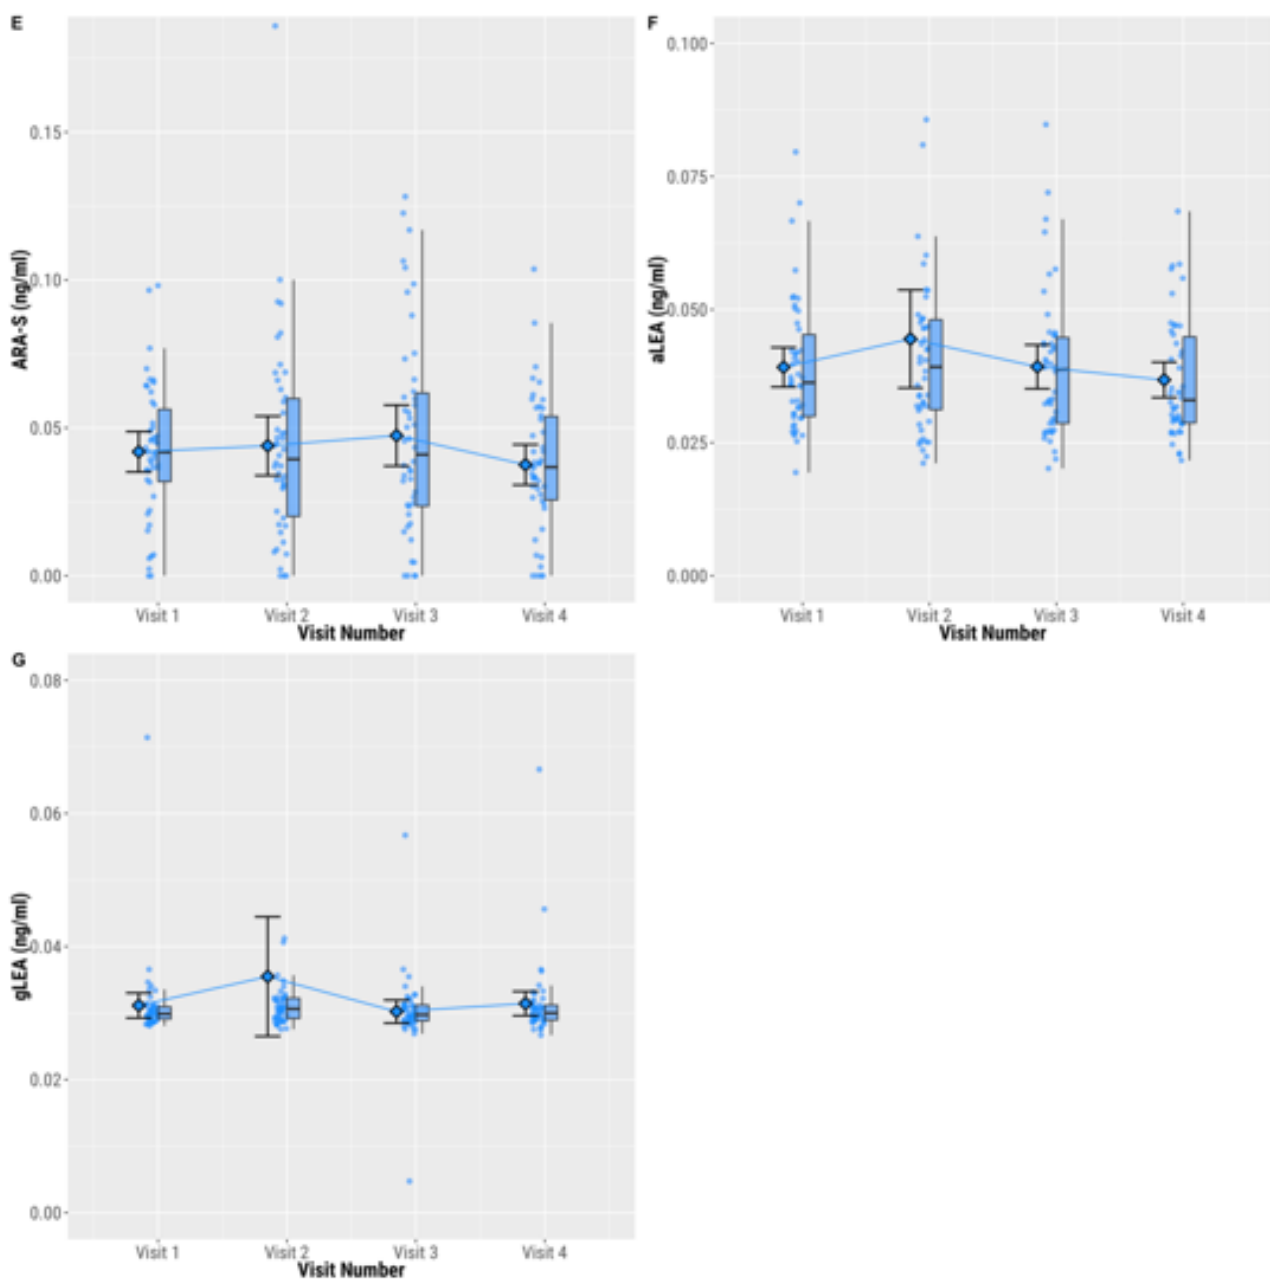 E
ARA-S (ng/ml)
0.15
0.10
0.05
0.00
Visit 1 Visit 2 Visit 3 Visit 4
Visit Number
F
aLEA (ng/ml)
0.100
0.075
0.050
0.025
0.000
Visit 1 Visit 2 Visit 3 Visit 4
Visit Number
G
gLEA (ng/ml)
0.08
0.06
0.04
0.02
0.00
Visit 1 Visit 2 Visit 3 Visit 4
Visit Number